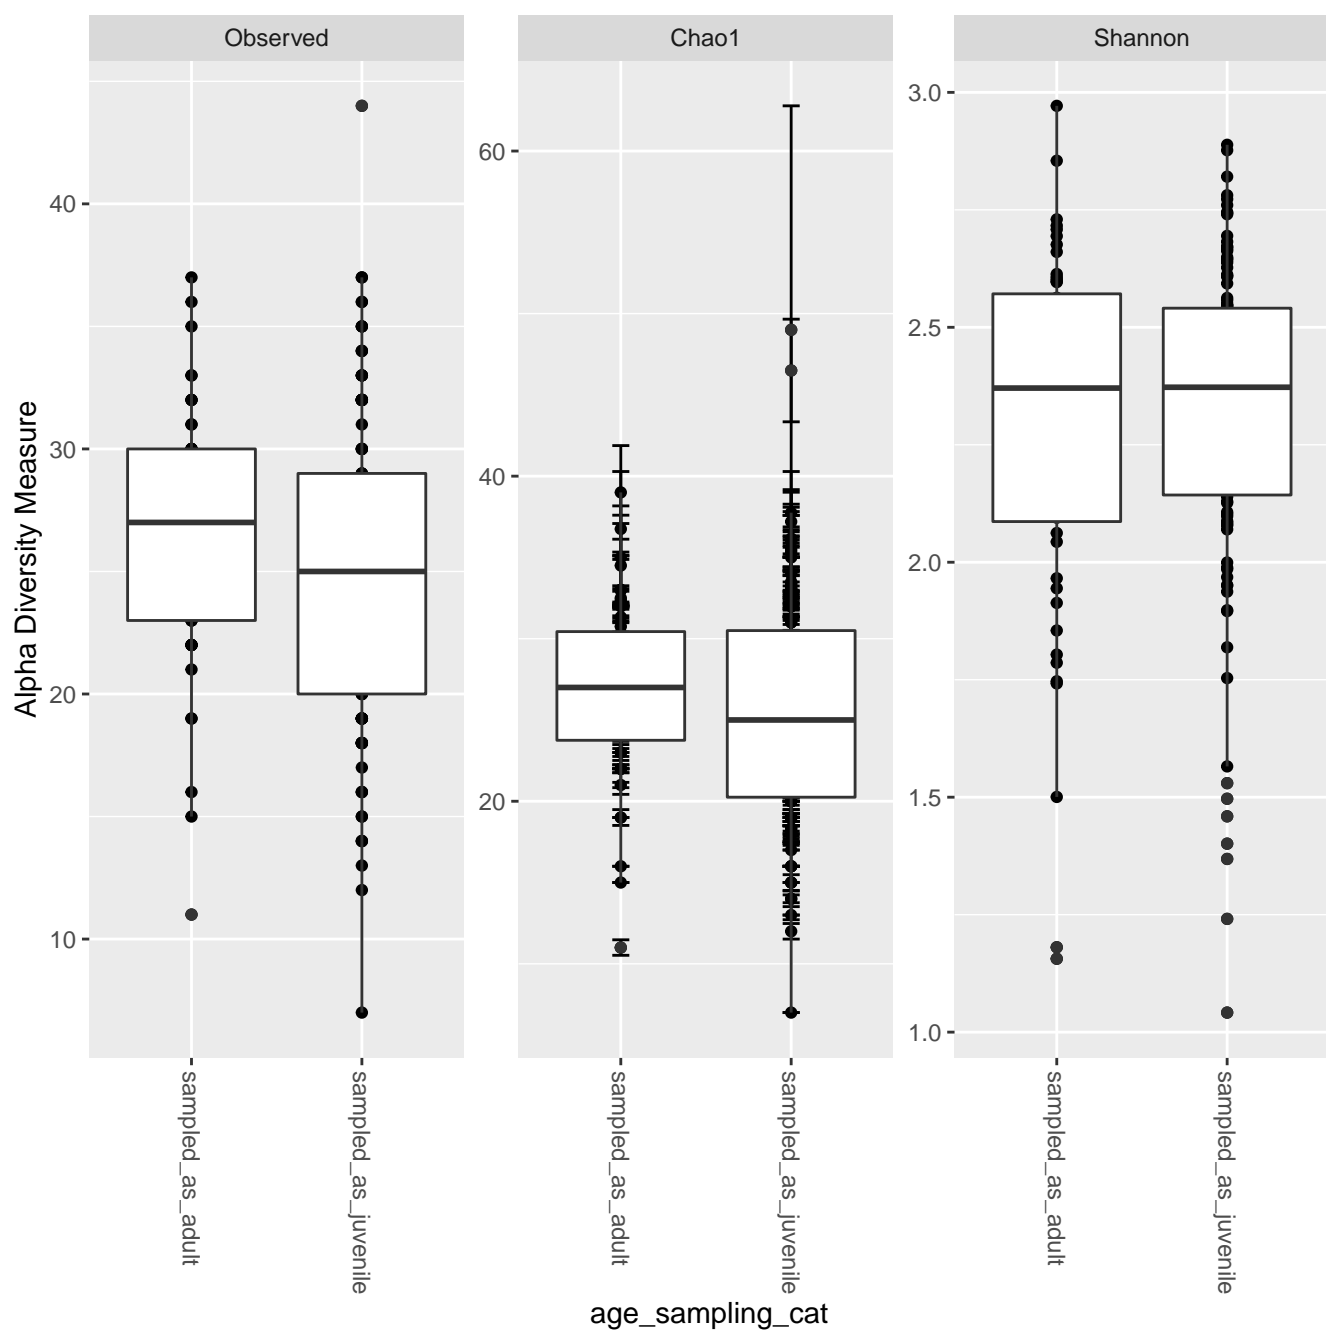 Observed
Chao1
Shannon
Alpha Diversity Measure
40
30
20
10
60
40
20
3.0
2.5
2.0
1.5
1.0
sampled_as_adult
sampled_as_juvenile
sampled_as_adult
sampled_as_juvenile
sampled_as_adult
sampled_as_juvenile
age_sampling_cat